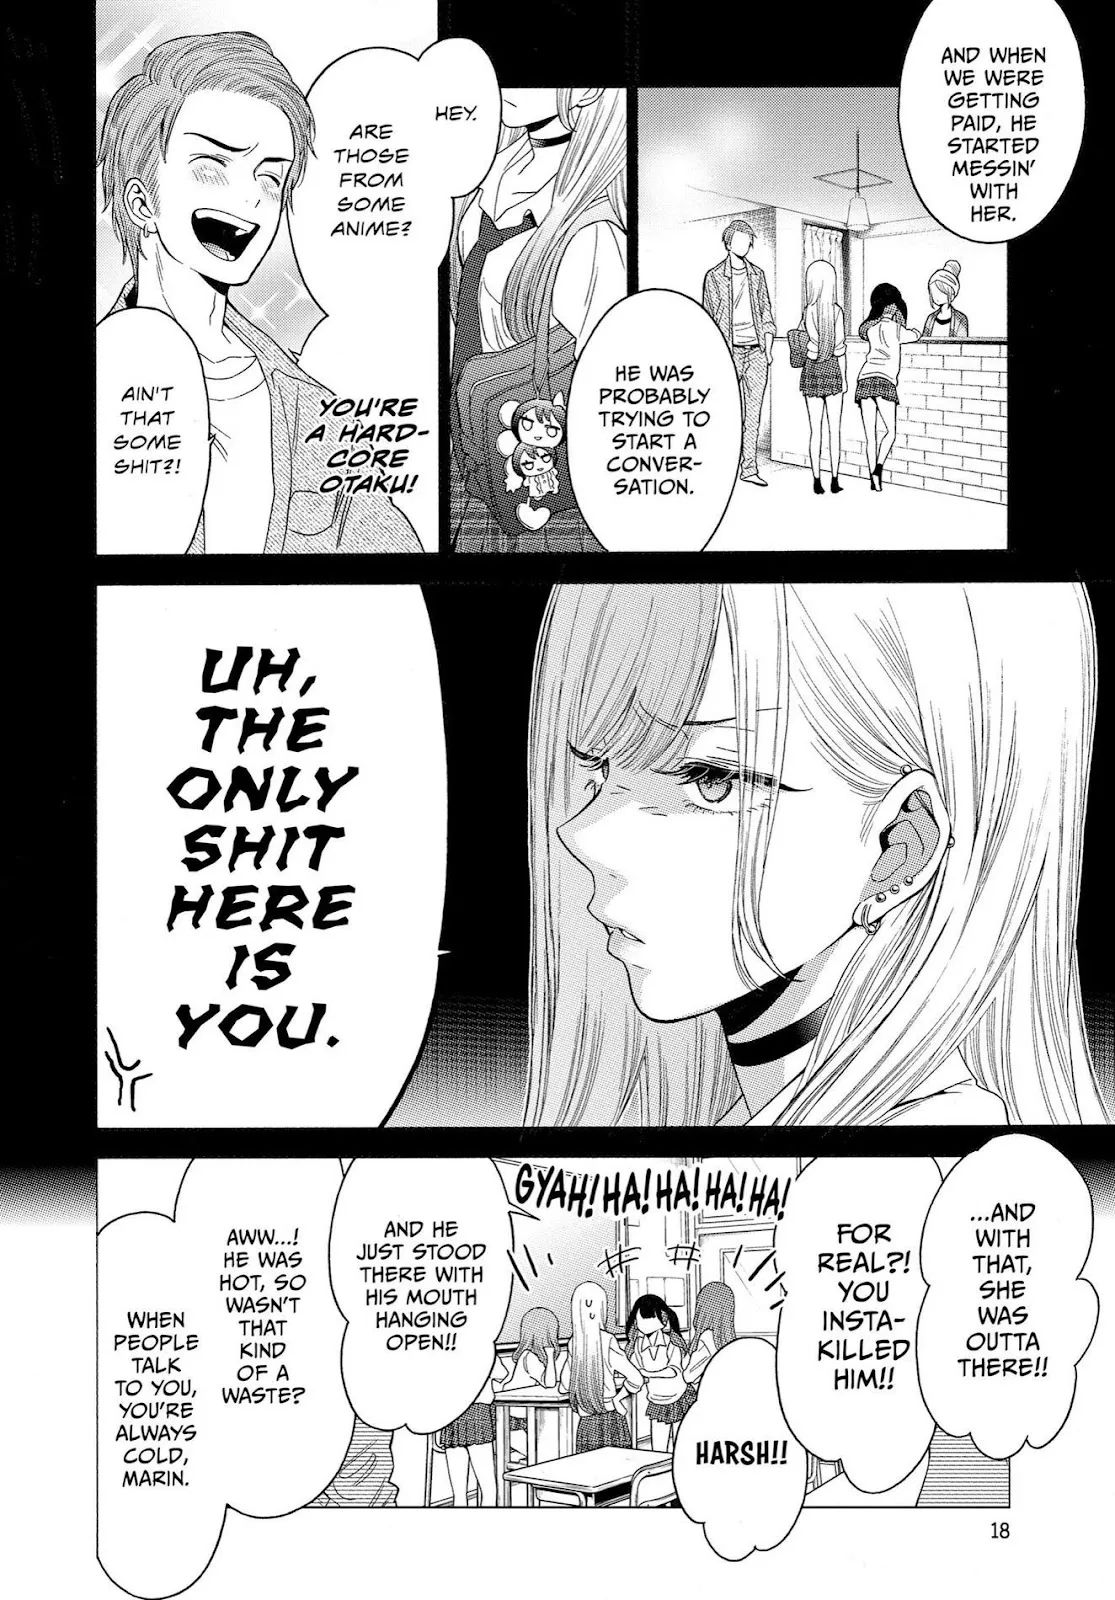 AND WHEN
WE WERE
GETTING
PAID, HE
STARTED
MESSIN'
WITH
HER.
HE WAS
PROBABLY
TRYING TO
START A
CONVER-
SATION.
HEY.
ARE
THOSE
FROM
SOME
ANIME?
YOU'RE
A HARD-
CORE
OTAKU!
AIN'T
THAT
SOME
SHIT?!
UH,
THE
ONLY
SHIT
HERE
IS
YOU.
...AND
WITH
THAT,
SHE
WAS
OUTTA
THERE!!
FOR
REAL?!
YOU
INSTA-
KILLED
HIM!!
HARSH!!
GYAH! HA! HA! HA! HA!
AND HE
JUST STOOD
THERE WITH
HIS MOUTH
HANGING
OPEN!!
AWW...!
HE WAS
HOT, SO
WASN'T
THAT
KIND
OF A
WASTE?
WHEN
PEOPLE
TALK
TO YOU,
YOU'RE
ALWAYS
COLD,
MARIN.
18